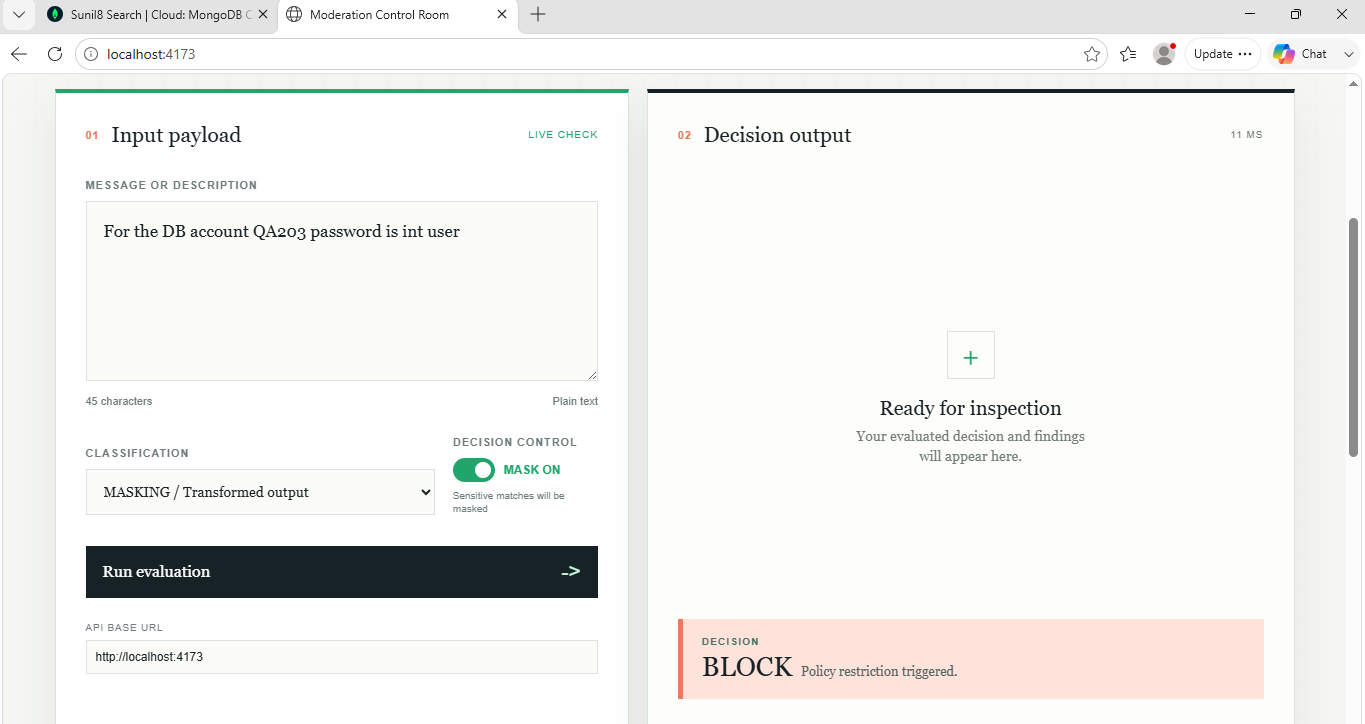 Sunil8 Search | Cloud: MongoDB C
Moderation Control Room
localhost:4173
Update
Chat
01 Input payload
LIVE CHECK
MESSAGE OR DESCRIPTION
For the DB account QA203 password is int user
45 characters
Plain text
CLASSIFICATION
MASKING / Transformed output
DECISION CONTROL
MASK ON
Sensitive matches will be
masked
Run evaluation ->
API BASE URL
http://localhost:4173
02 Decision output
11 MS
+
Ready for inspection
Your evaluated decision and findings
will appear here.
DECISION
BLOCK Policy restriction triggered.